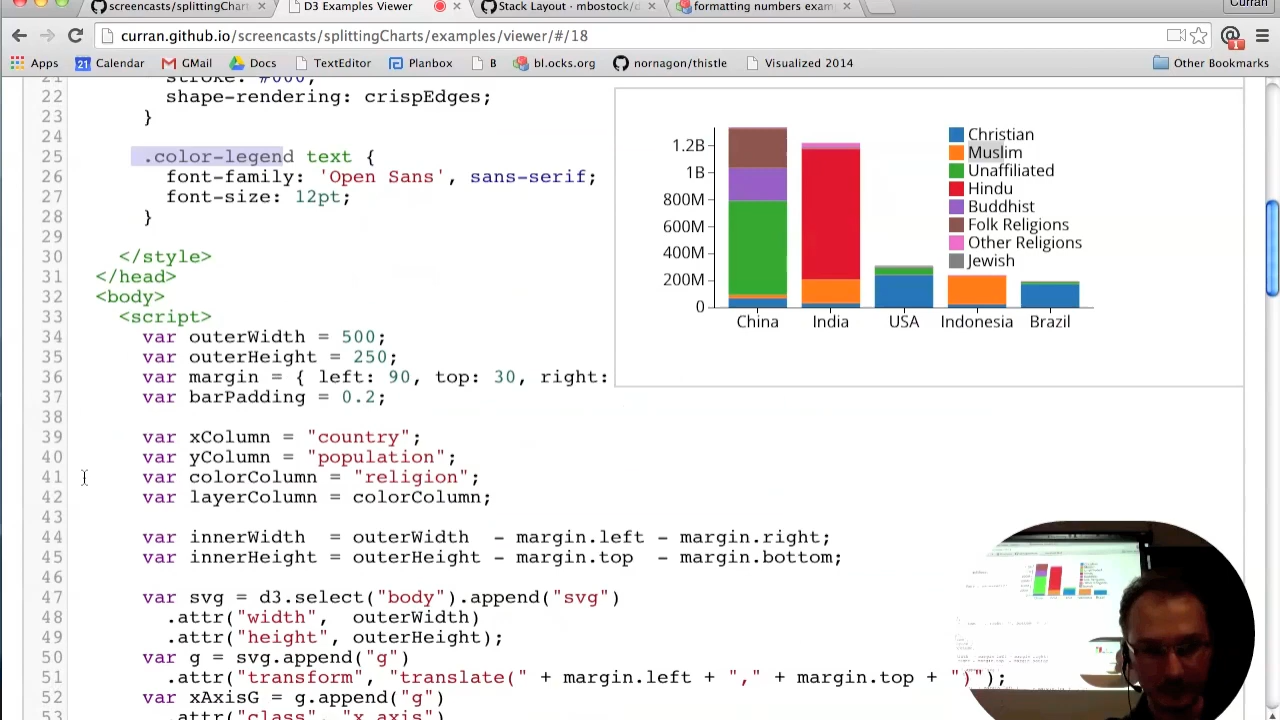 screencasts/splittingChart
D3 Examples Viewer
Stack Layout · mbostock/d
formatting numbers exam
Curran
curran.github.io/screencasts/splittingCharts/examples/viewer/#/18
Apps
Calendar
GMail
Docs
TextEditor
Planbox
B
bl.ocks.org
nornagon/thisis
Visualized 2014
Other Bookmarks
21 stroke: #000;
22 shape-rendering: crispEdges;
23 }
24
25 .color-legend text {
26 font-family: 'Open Sans', sans-serif;
27 font-size: 12pt;
28 }
29
30 </style>
31 </head>
32 <body>
33 <script>
34 var outerWidth = 500;
35 var outerHeight = 250;
36 var margin = { left: 90, top: 30, right:
37 var barPadding = 0.2;
38
39 var xColumn = "country";
40 var yColumn = "population";
41 var colorColumn = "religion";
42 var layerColumn = colorColumn;
43
44 var innerWidth = outerWidth - margin.left - margin.right;
45 var innerHeight = outerHeight - margin.top - margin.bottom;
46
47 var svg = d3.select("body").append("svg")
48 .attr("width", outerWidth)
49 .attr("height", outerHeight);
50 var g = svg.append("g")
51 .attr("transform", "translate(" + margin.left + "," + margin.top + ")");
52 var xAxisG = g.append("g")
53 .attr("class", "x axis")
1.2B
1B
800M
600M
400M
200M
0
China
India
USA
Indonesia
Brazil
Christian
Muslim
Unaffiliated
Hindu
Buddhist
Folk Religions
Other Religions
Jewish